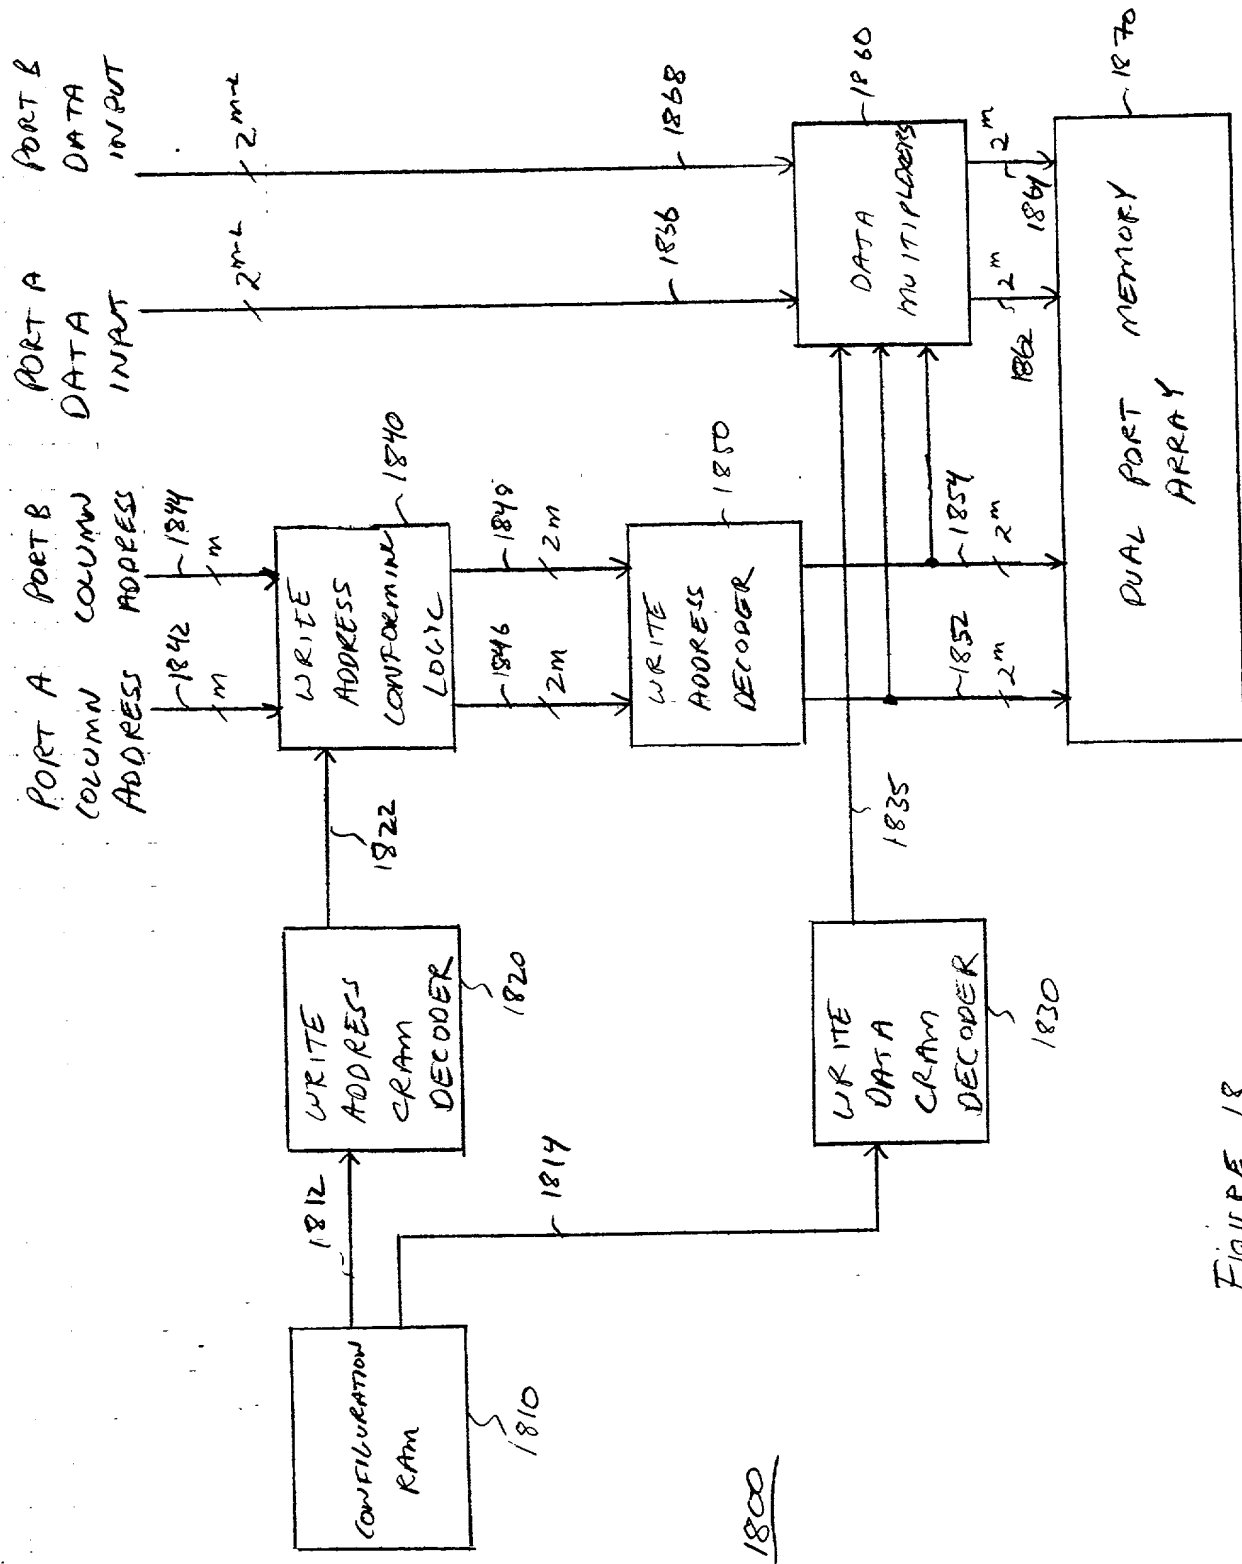 PORT A
COLUMN
ADDRESS
PORT B
COLUMN
ADDRESS
PORT A
DATA
INPUT
PORT B
DATA
INPUT
1842
m
1844
m
2^m-L
2^m-L
1836
1868
WRITE
ADDRESS
CONFORMING
LOGIC
1840
1822
1846
2m
1848
2m
WRITE
ADDRESS
DECODER
1850
DATA
MULTIPLEXERS
1860
1835
1852
2^m
1854
2^m
1862
2^m
1864
2^m
DUAL PORT MEMORY
ARRAY
1870
CONFIGURATION
RAM
1810
1812
1814
WRITE
ADDRESS
CRAM
DECODER
1820
WRITE
DATA
CRAM
DECODER
1830
1800
FIGURE 18